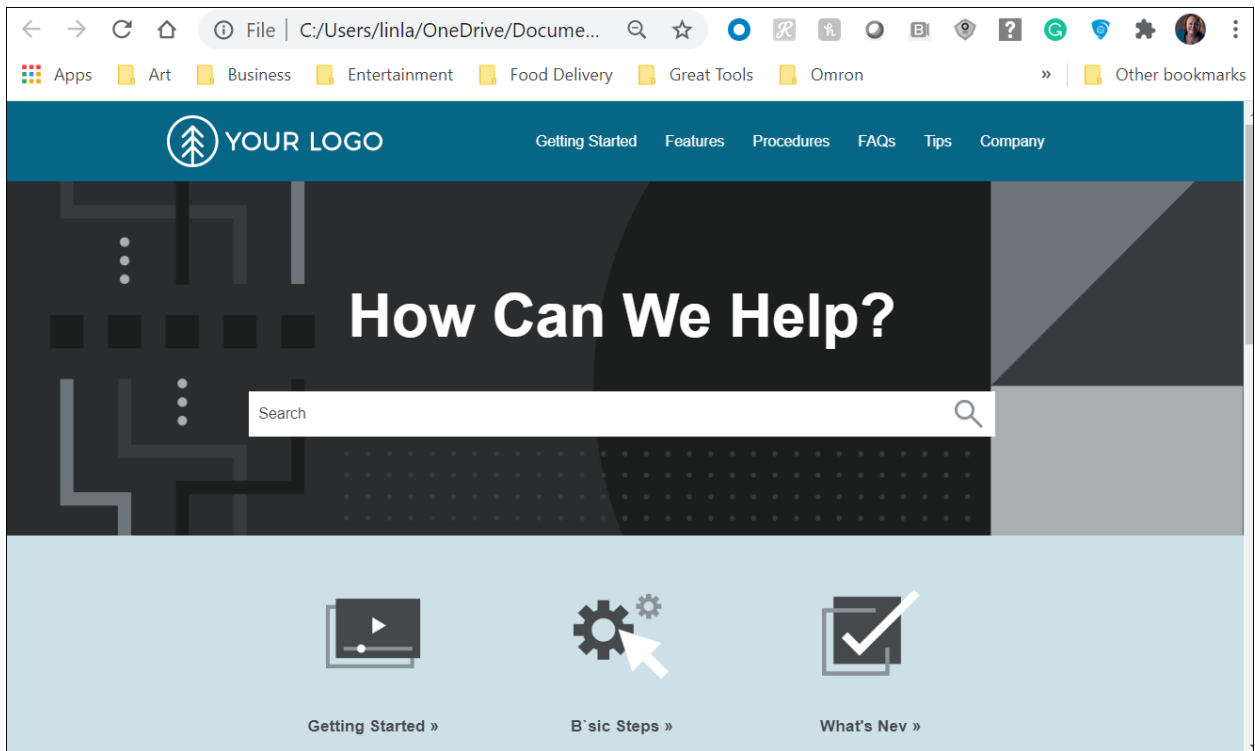 File | C:/Users/linla/OneDrive/Docume...
Apps Art Business Entertainment Food Delivery Great Tools Omron » Other bookmarks
YOUR LOGO Getting Started Features Procedures FAQs Tips Company
How Can We Help?
Search
Getting Started » B`sic Steps » What's Nev »